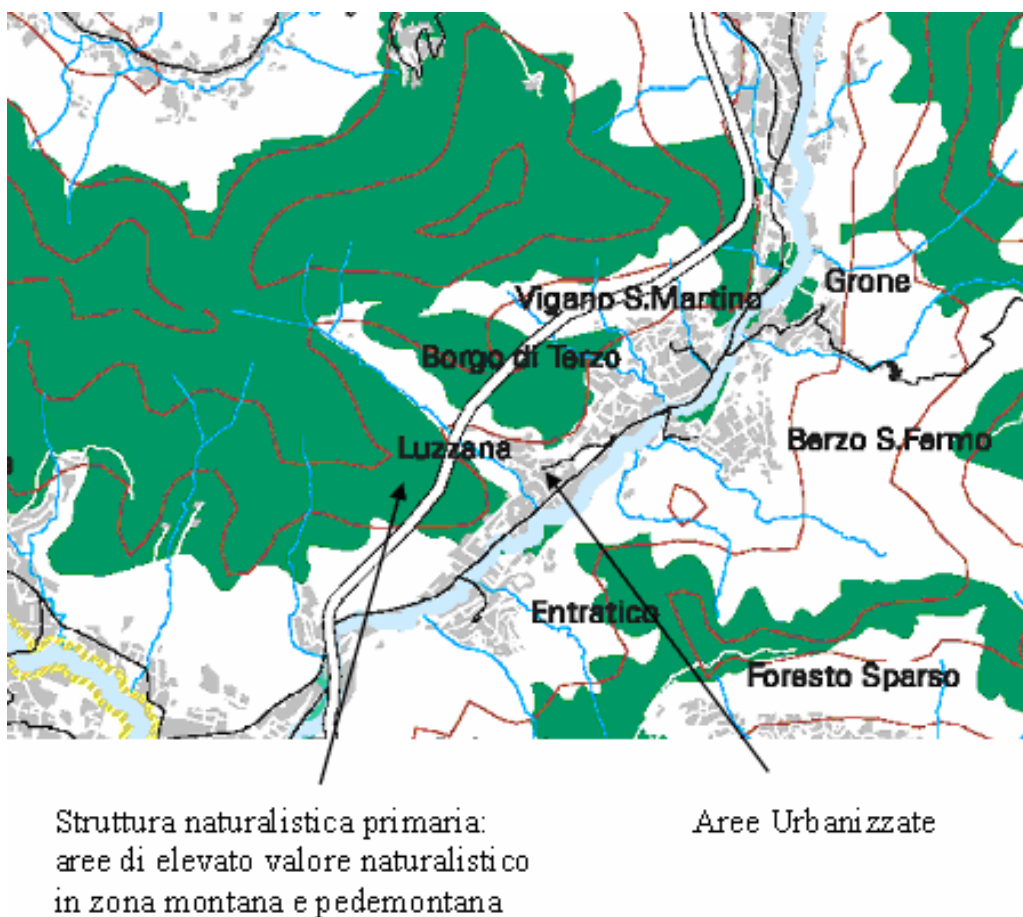 Grone
Vigano S.Martino
Borgo di Terzo
Berzo S.Fermo
Luzzana
Entratico
Foresto Sparso
Struttura naturalistica primaria:
aree di elevato valore naturalistico
in zona montana e pedemontana
Aree Urbanizzate